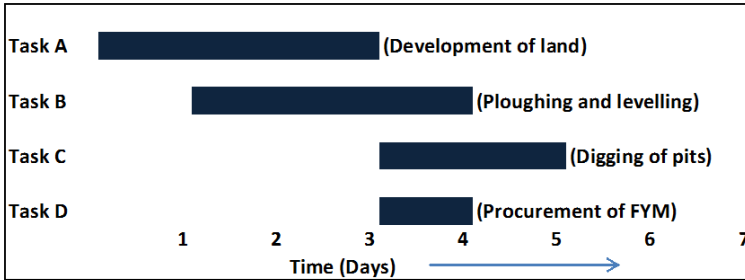 Task A (Development of land)
Task B (Ploughing and levelling)
Task C (Digging of pits)
Task D (Procurement of FYM)
1 2 3 4 5 6 7
Time (Days)